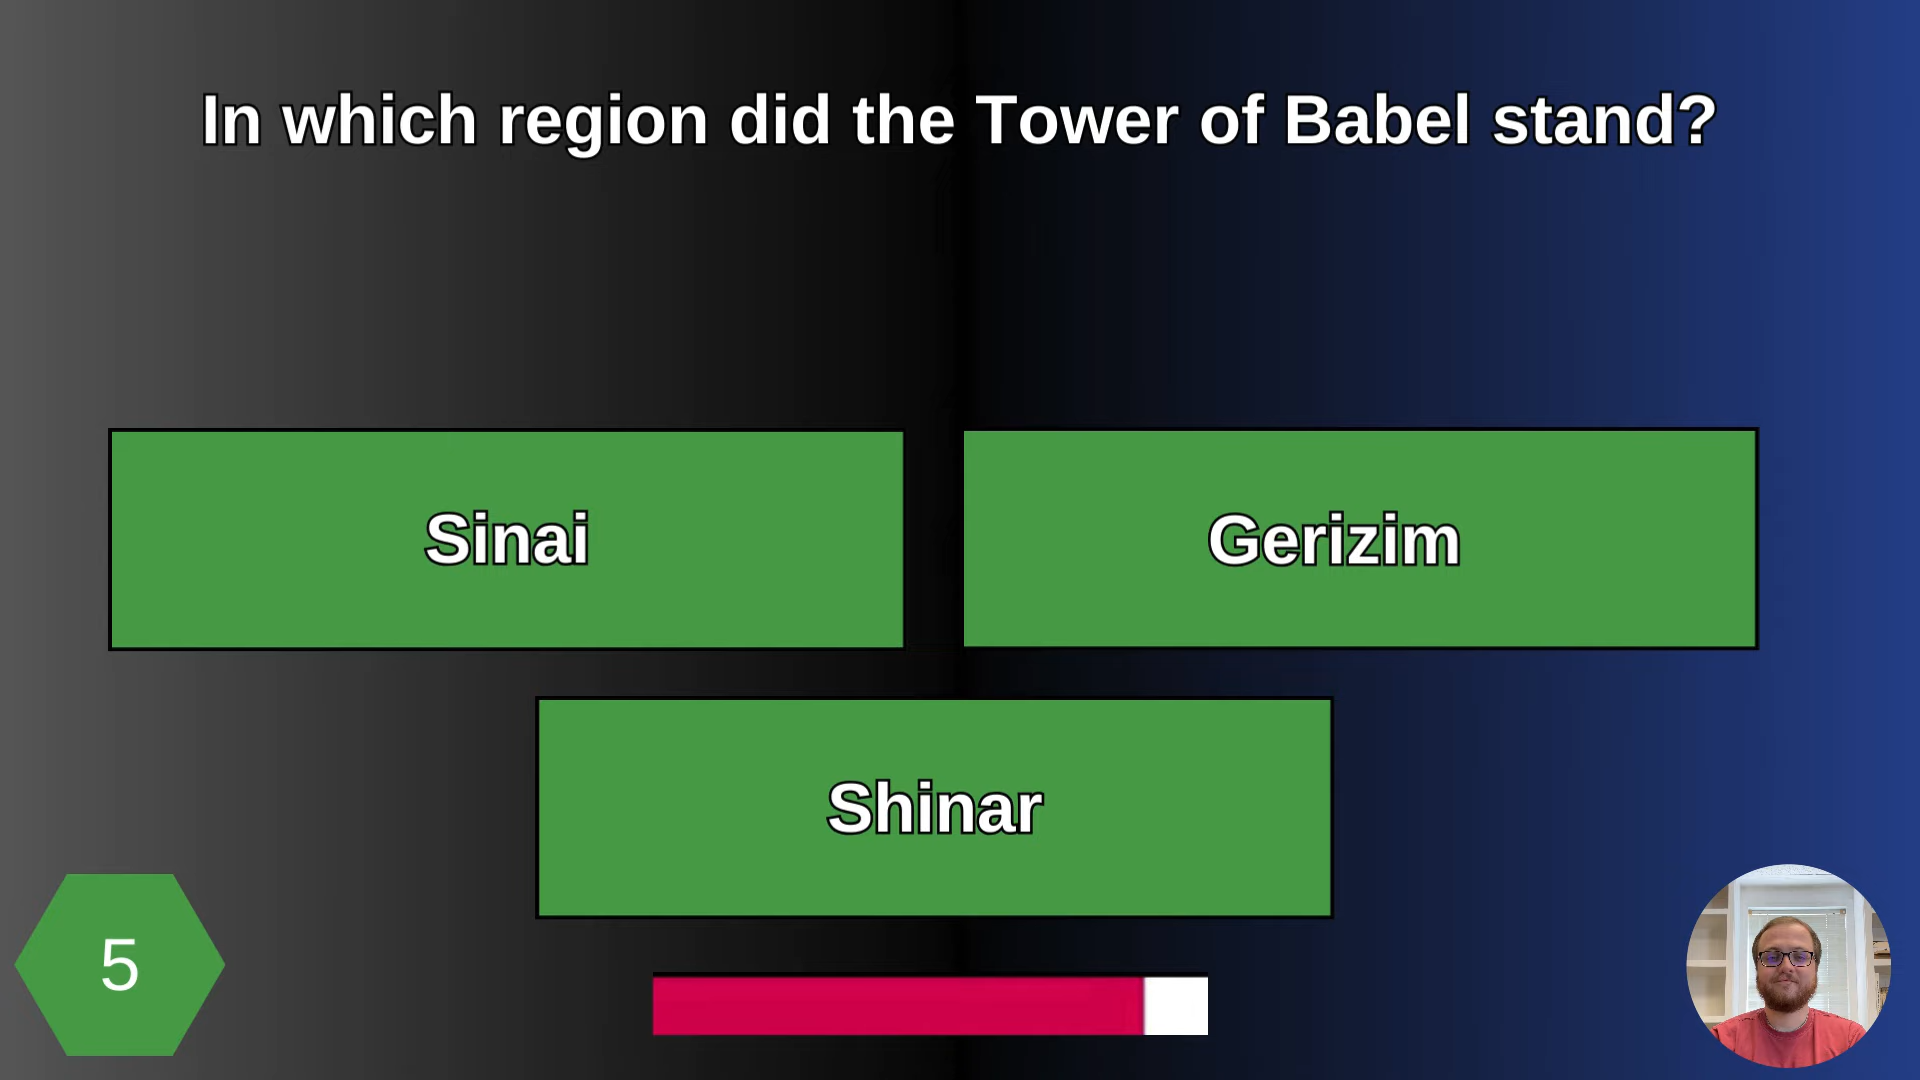 In which region did the Tower of Babel stand?
Sinai
Gerizim
Shinar
5